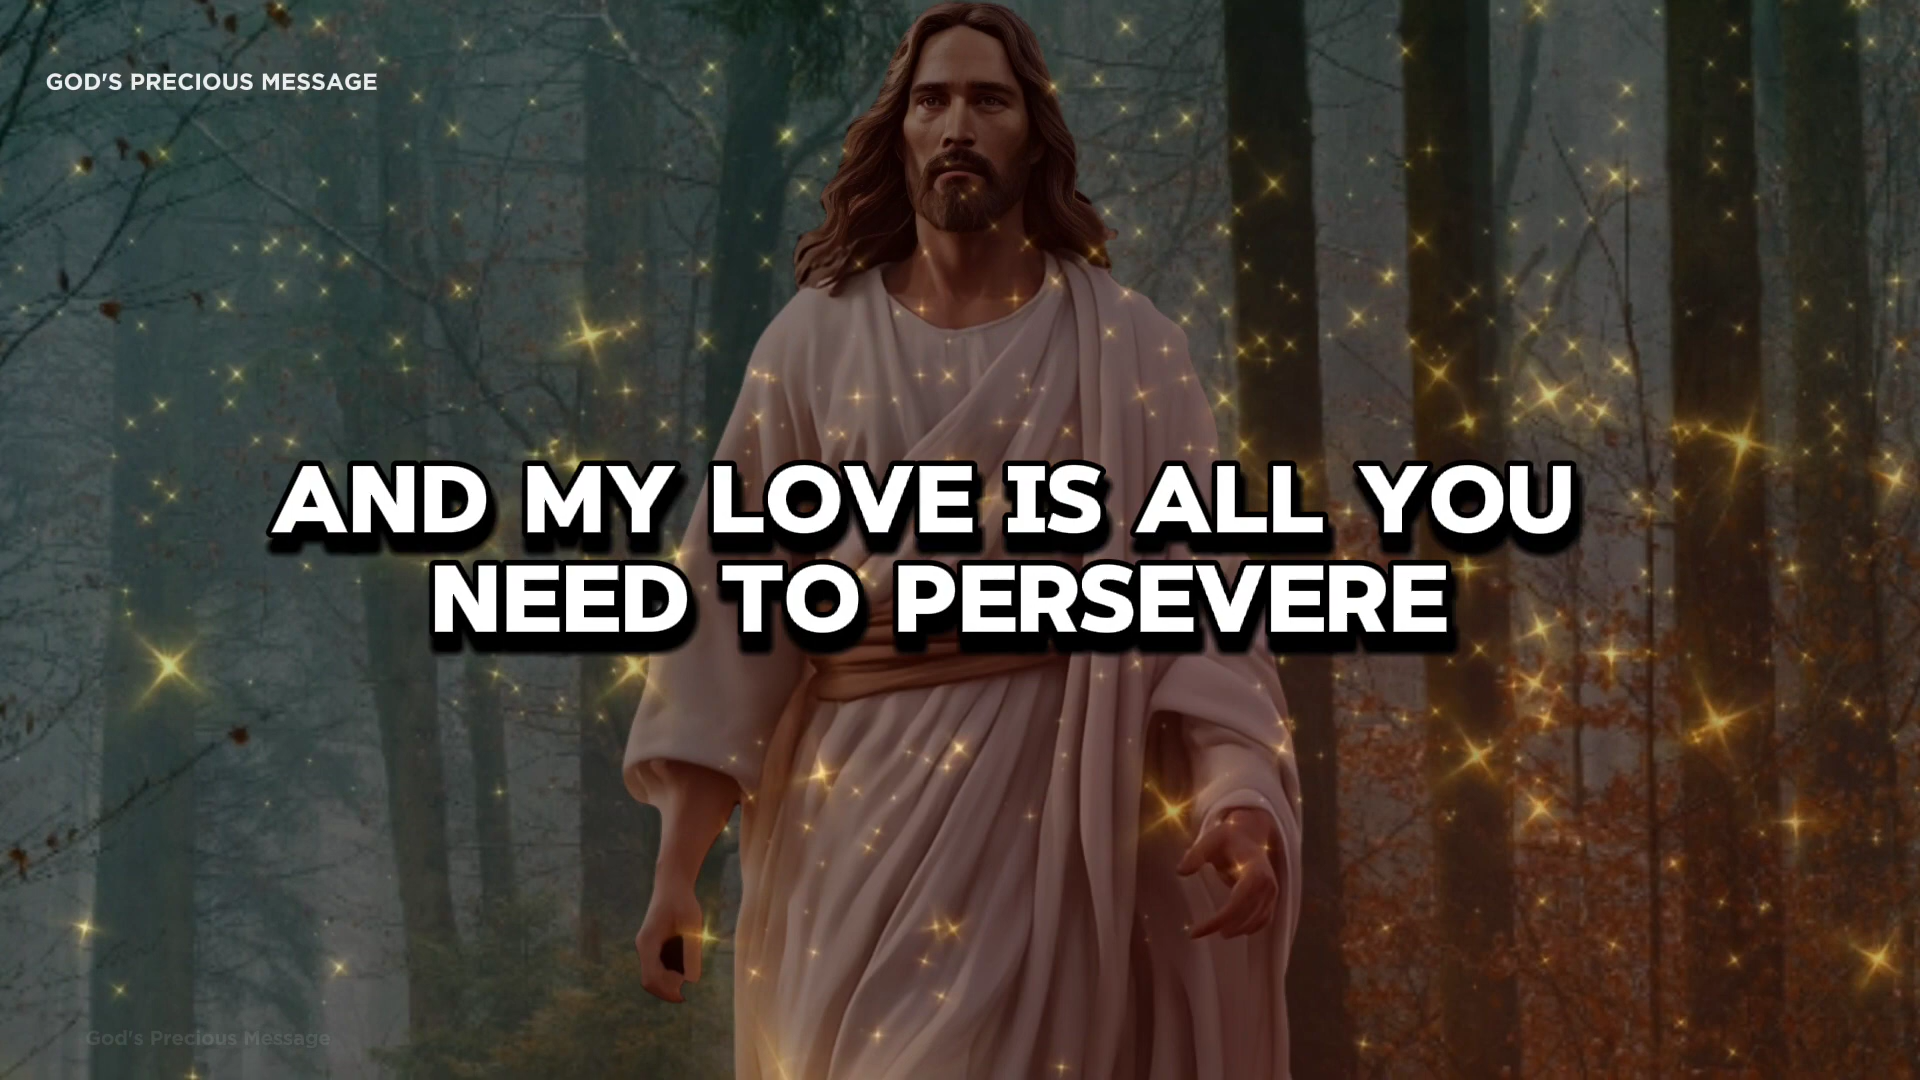 GOD'S PRECIOUS MESSAGE
AND MY LOVE IS ALL YOU
NEED TO PERSEVERE
God's Precious Message